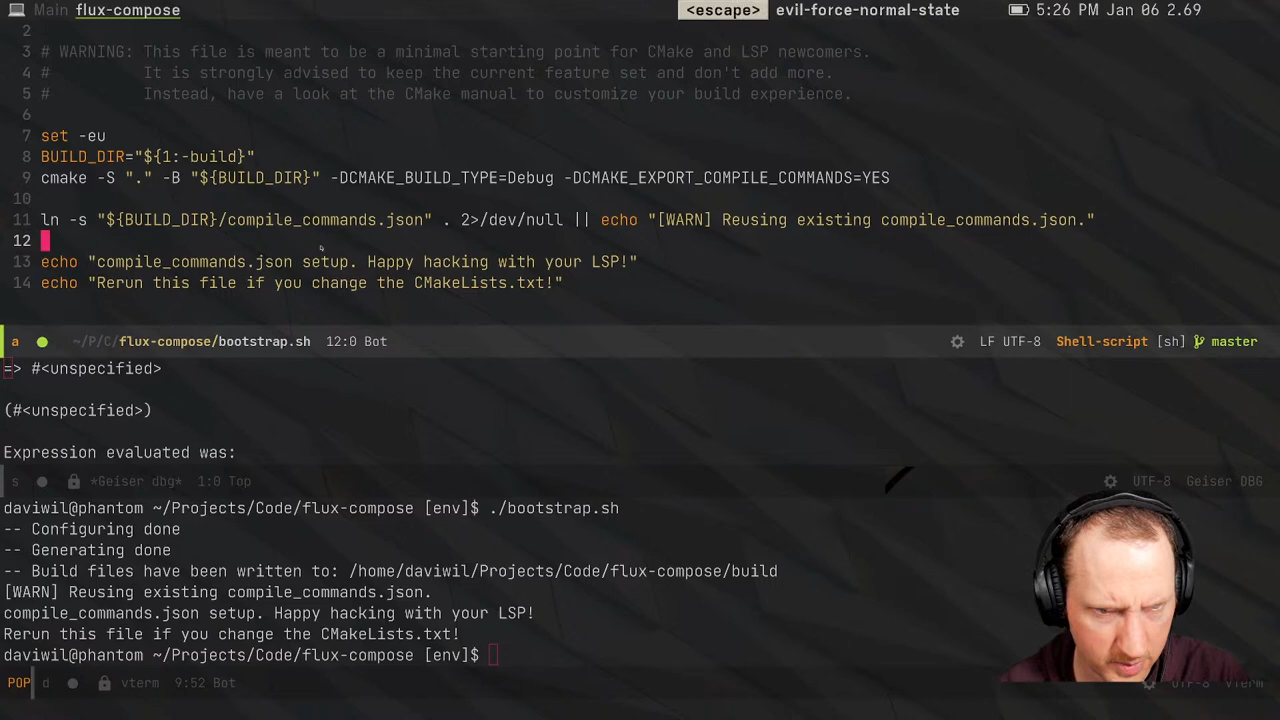 Main flux-compose <escape> evil-force-normal-state 5:26 PM Jan 06 2.69
2
3 # WARNING: This file is meant to be a minimal starting point for CMake and LSP newcomers.
4 #          It is strongly advised to keep the current feature set and don't add more.
5 #          Instead, have a look at the CMake manual to customize your build experience.
6
7 set -eu
8 BUILD_DIR="${1:-build}"
9 cmake -S "." -B "${BUILD_DIR}" -DCMAKE_BUILD_TYPE=Debug -DCMAKE_EXPORT_COMPILE_COMMANDS=YES
10
11 ln -s "${BUILD_DIR}/compile_commands.json" . 2>/dev/null || echo "[WARN] Reusing existing compile_commands.json."
12
13 echo "compile_commands.json setup. Happy hacking with your LSP!"
14 echo "Rerun this file if you change the CMakeLists.txt!"
a ~/P/C/flux-compose/bootstrap.sh 12:0 Bot LF UTF-8 Shell-script [sh] master
=> #<unspecified>
(#<unspecified>)
Expression evaluated was:
s *Geiser dbg* 1:0 Top UTF-8 Geiser DBG
daviwil@phantom ~/Projects/Code/flux-compose [env]$ ./bootstrap.sh
-- Configuring done
-- Generating done
-- Build files have been written to: /home/daviwil/Projects/Code/flux-compose/build
[WARN] Reusing existing compile_commands.json.
compile_commands.json setup. Happy hacking with your LSP!
Rerun this file if you change the CMakeLists.txt!
daviwil@phantom ~/Projects/Code/flux-compose [env]$
POP d vterm 9:52 Bot UTF-8 VTerm